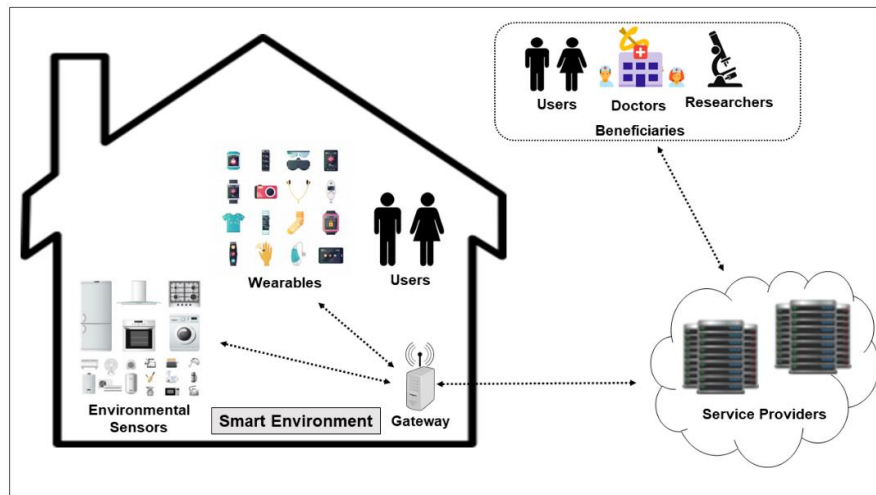 Users
Doctors
Researchers
Beneficiaries
Wearables
Users
Environmental
Sensors
Smart Environment
Gateway
Service Providers